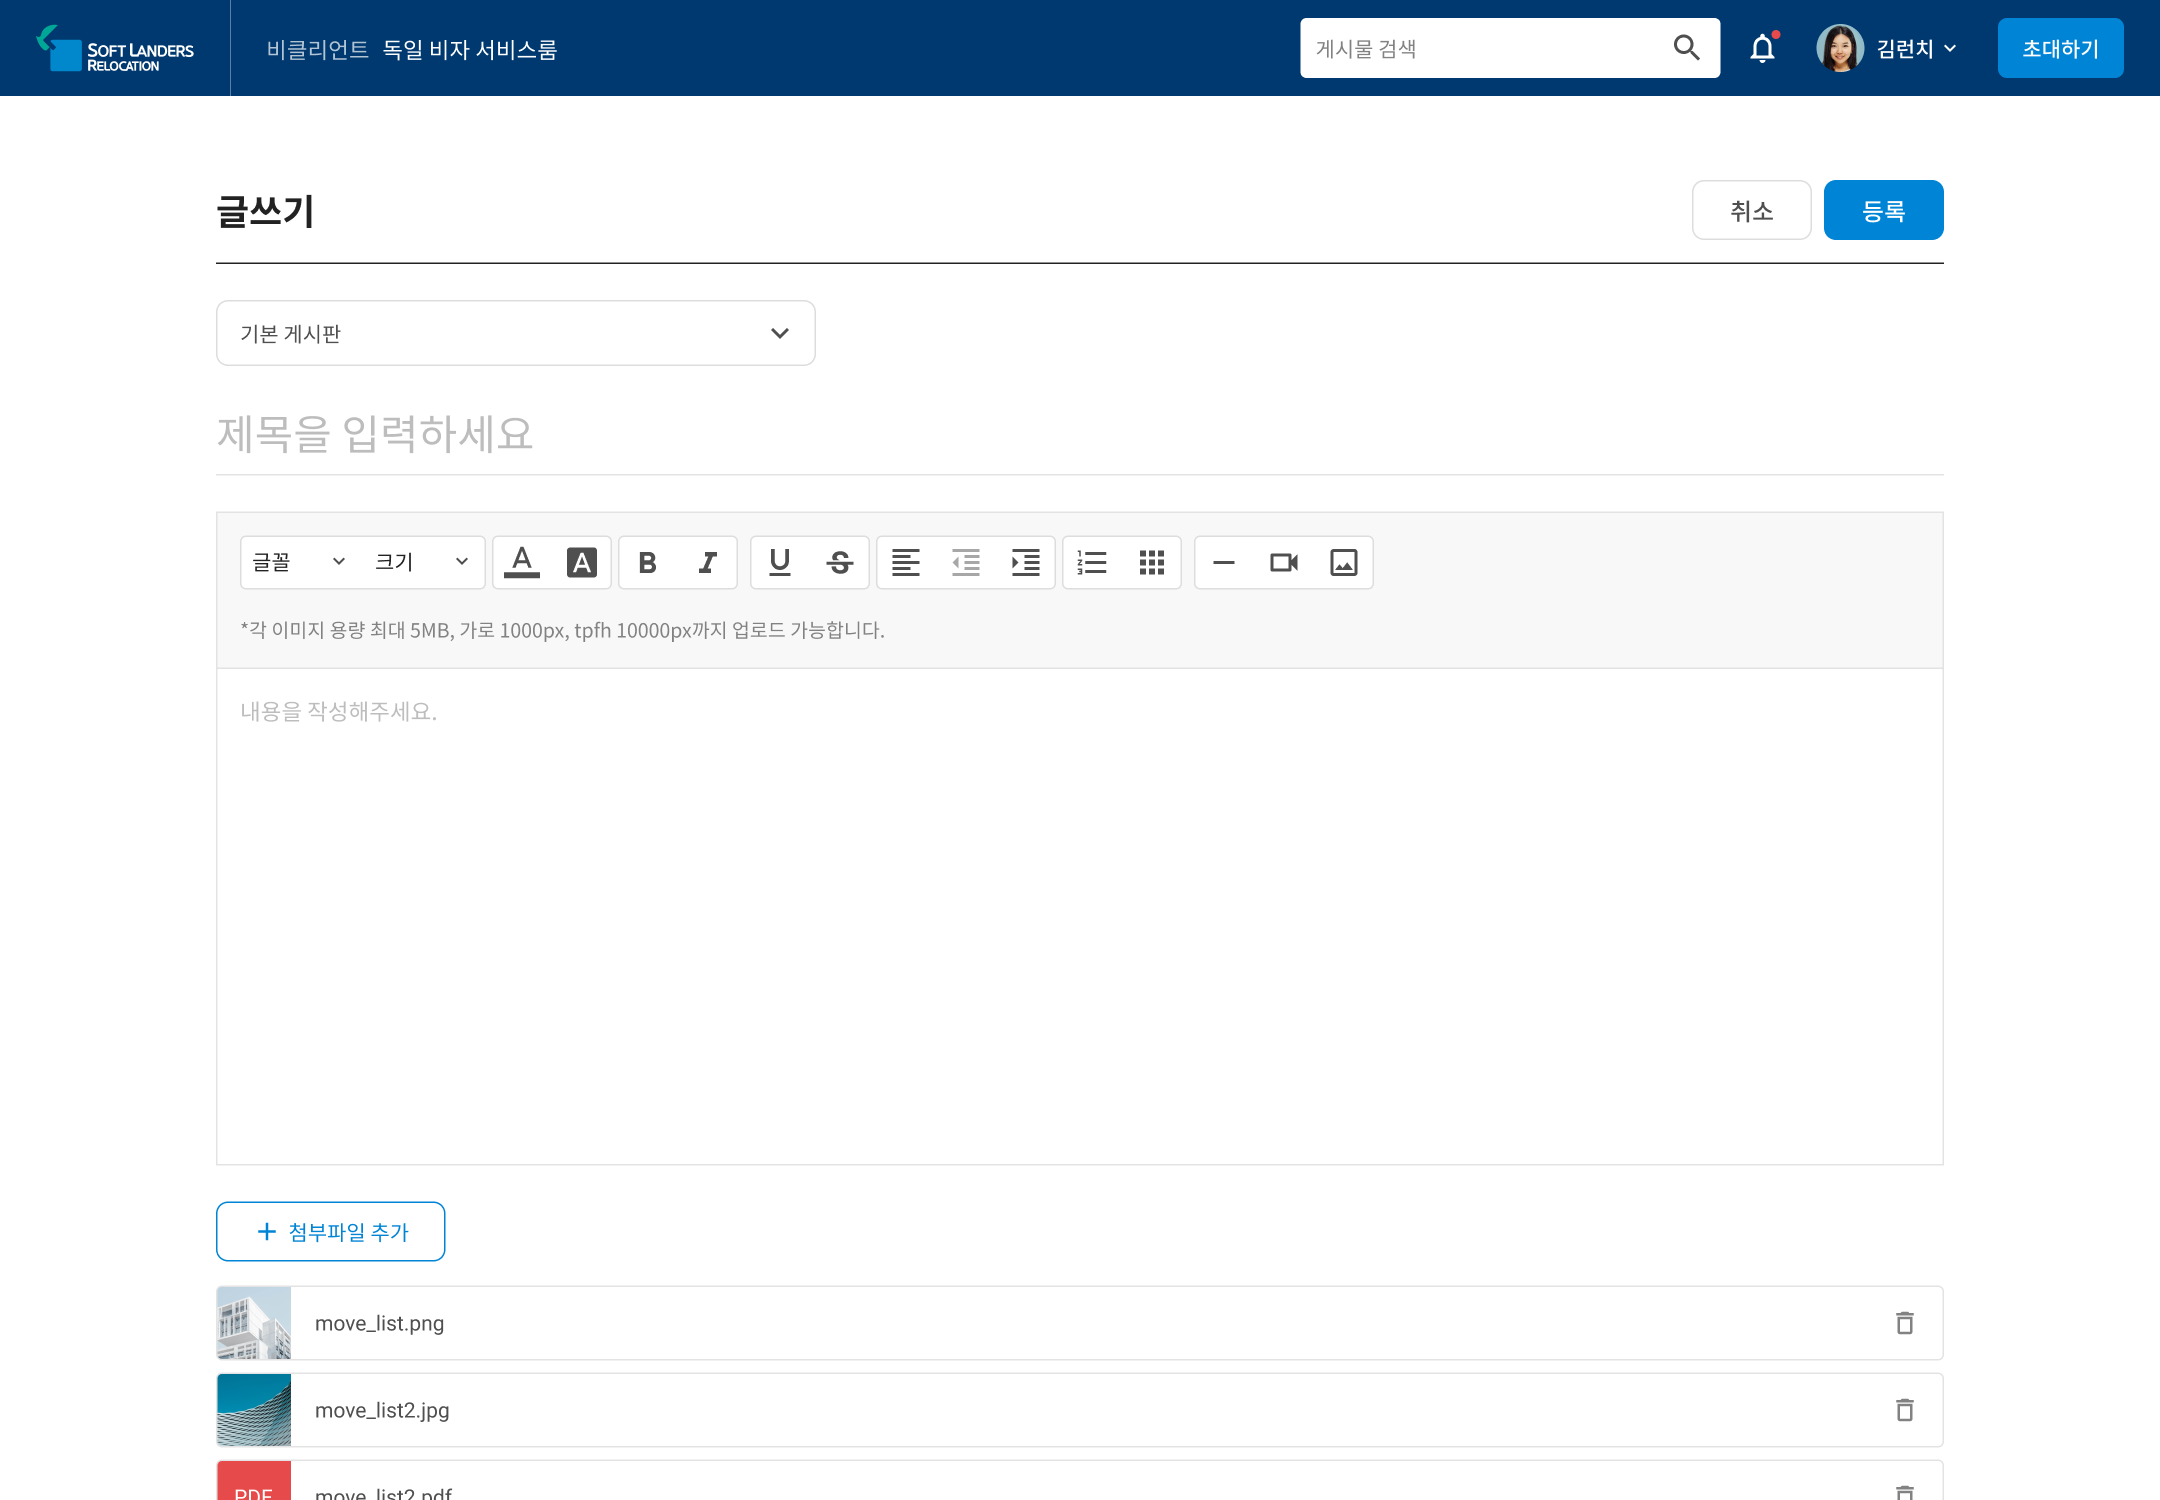 SOFT LANDERS
RELOCATION
비클리언트 독일 비자 서비스룸
게시물 검색
김런치
초대하기
글쓰기
취소
등록
기본 게시판
제목을 입력하세요
글꼴
크기
*각 이미지 용량 최대 5MB, 가로 1000px, tpfh 10000px까지 업로드 가능합니다.
내용을 작성해주세요.
첨부파일 추가
move_list.png
move_list2.jpg
PDF
move_list2.pdf